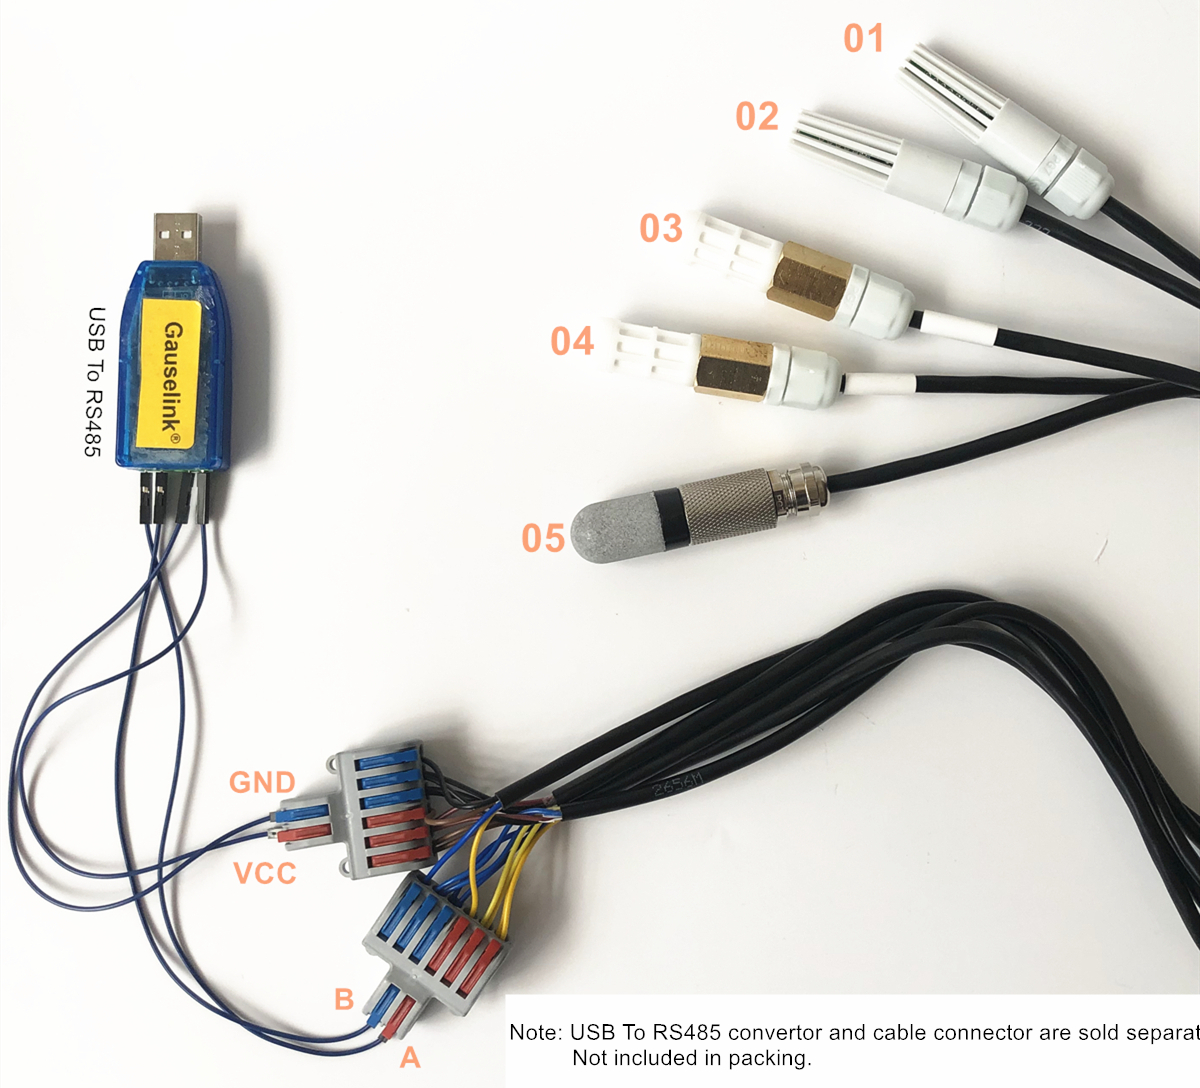 01
02
03
04
05
USB To RS485
Gauselink®
GND
VCC
2656M
B
A
Note: USB To RS485 convertor and cable connector are sold separat
Not included in packing.